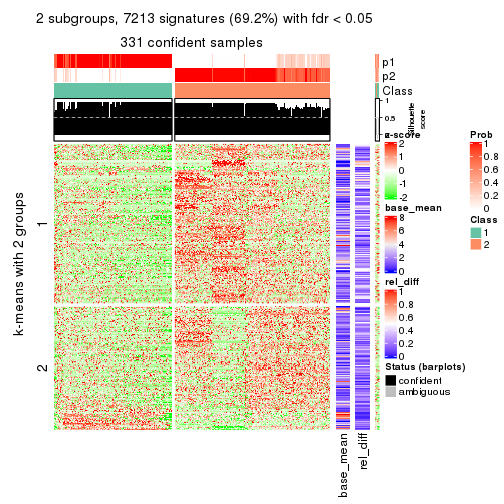 2 subgroups, 7213 signatures (69.2%) with fdr < 0.05
331 confident samples
p1
p2
Class
1
0.5
0
Silhouette
score
k-means with 2 groups
1
2
base_mean
rel_diff
z-score
2
1
0
-1
-2
base_mean
8
6
4
2
0
rel_diff
1
0.8
0.6
0.4
0.2
0
Status (barplots)
confident
ambiguous
Prob
1
0.8
0.6
0.4
0.2
0
Class
1
2